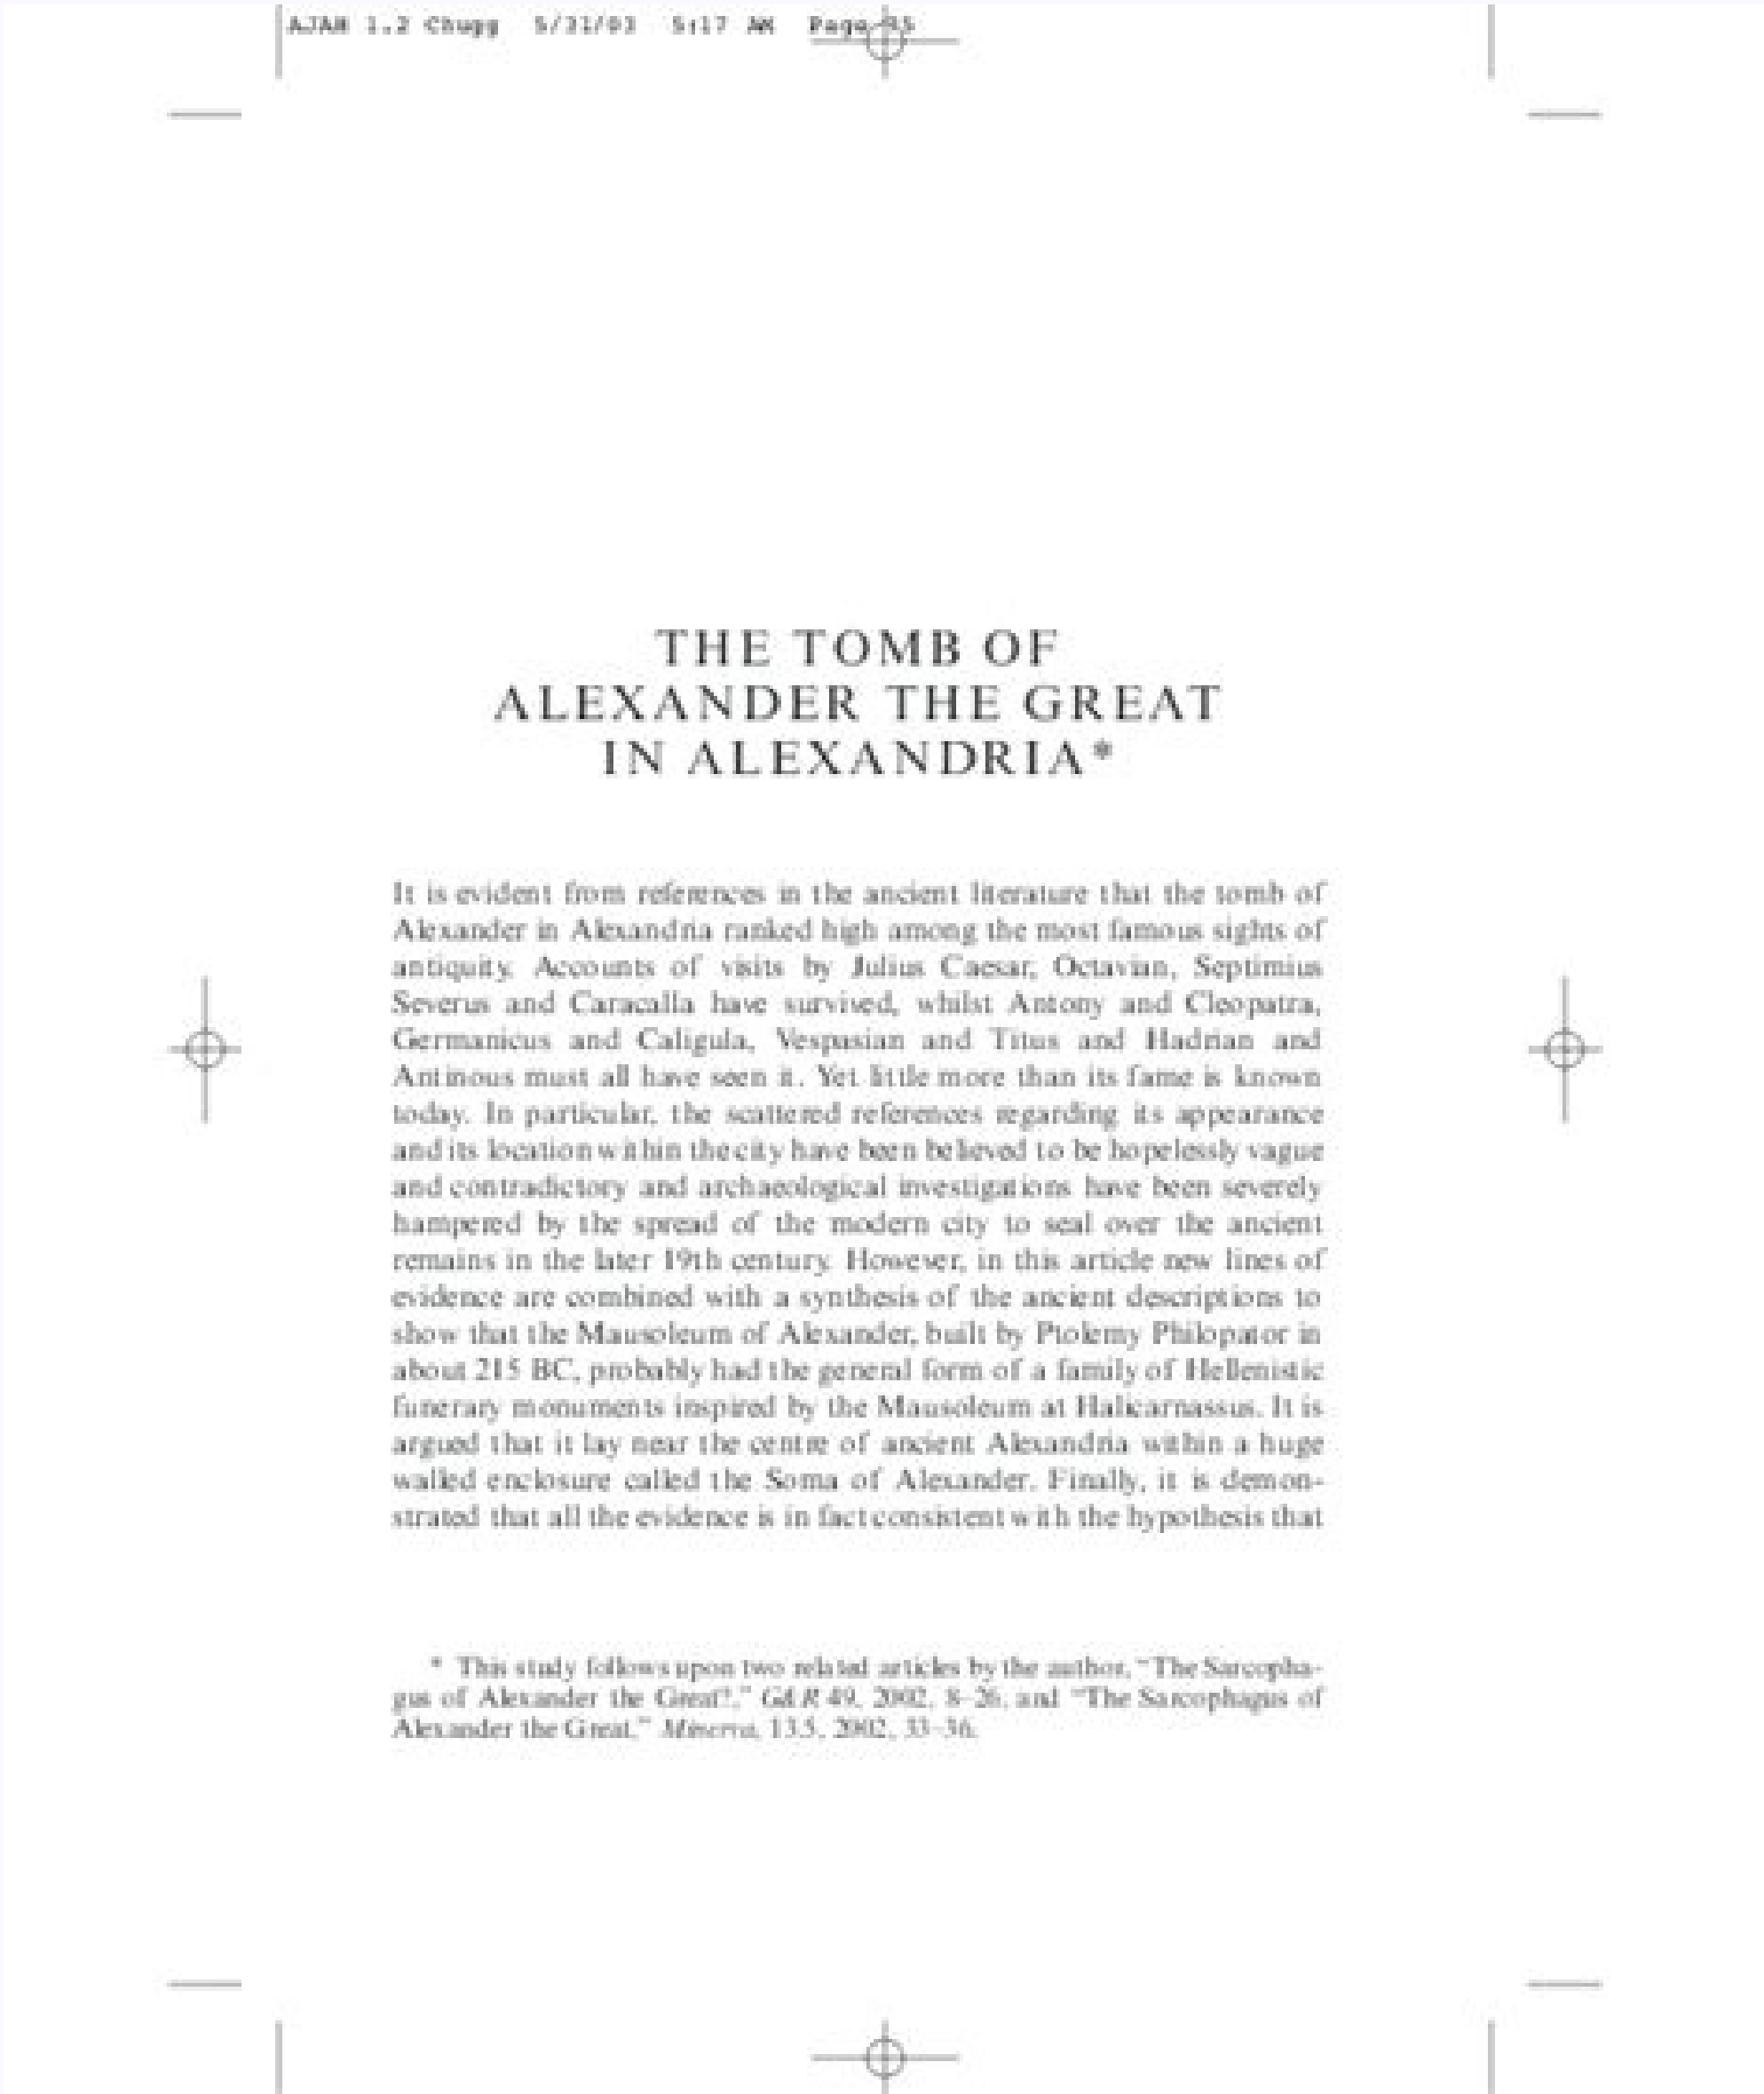 AJAH 1.2 Chugg 5/31/03 5:17 AM Page
THE TOMB OF
ALEXANDER THE GREAT
IN ALEXANDRIA*
It is evident from references in the ancient literature that the tomb of
Alexander in Alexandria ranked high among the most famous sights of
antiquity. Accounts of visits by Julius Caesar, Octavian, Septimius
Severus and Caracalla have survived, whilst Antony and Cleopatra,
Germanicus and Caligula, Vespasian and Titus and Hadrian and
Antinous must all have seen it. Yet little more than its fame is known
today. In particular, the scattered references regarding its appearance
and its location within the city have been believed to be hopelessly vague
and contradictory and archaeological investigations have been severely
hampered by the spread of the modern city to seal over the ancient
remains in the later 19th century. However, in this article new lines of
evidence are combined with a synthesis of the ancient descriptions to
show that the Mausoleum of Alexander, built by Ptolemy Philopator in
about 215 BC, probably had the general form of a family of Hellenistic
funerary monuments inspired by the Mausoleum at Halicarnassus. It is
argued that it lay near the centre of ancient Alexandria within a huge
walled enclosure called the Soma of Alexander. Finally, it is demon-
strated that all the evidence is in fact consistent with the hypothesis that
* This study follows upon two related articles by the author, "The Sarcopha-
gus of Alexander the Great?," G&R 49, 2002, 8–26, and "The Sarcophagus of
Alexander the Great," Minerva, 13.5, 2002, 33–36.